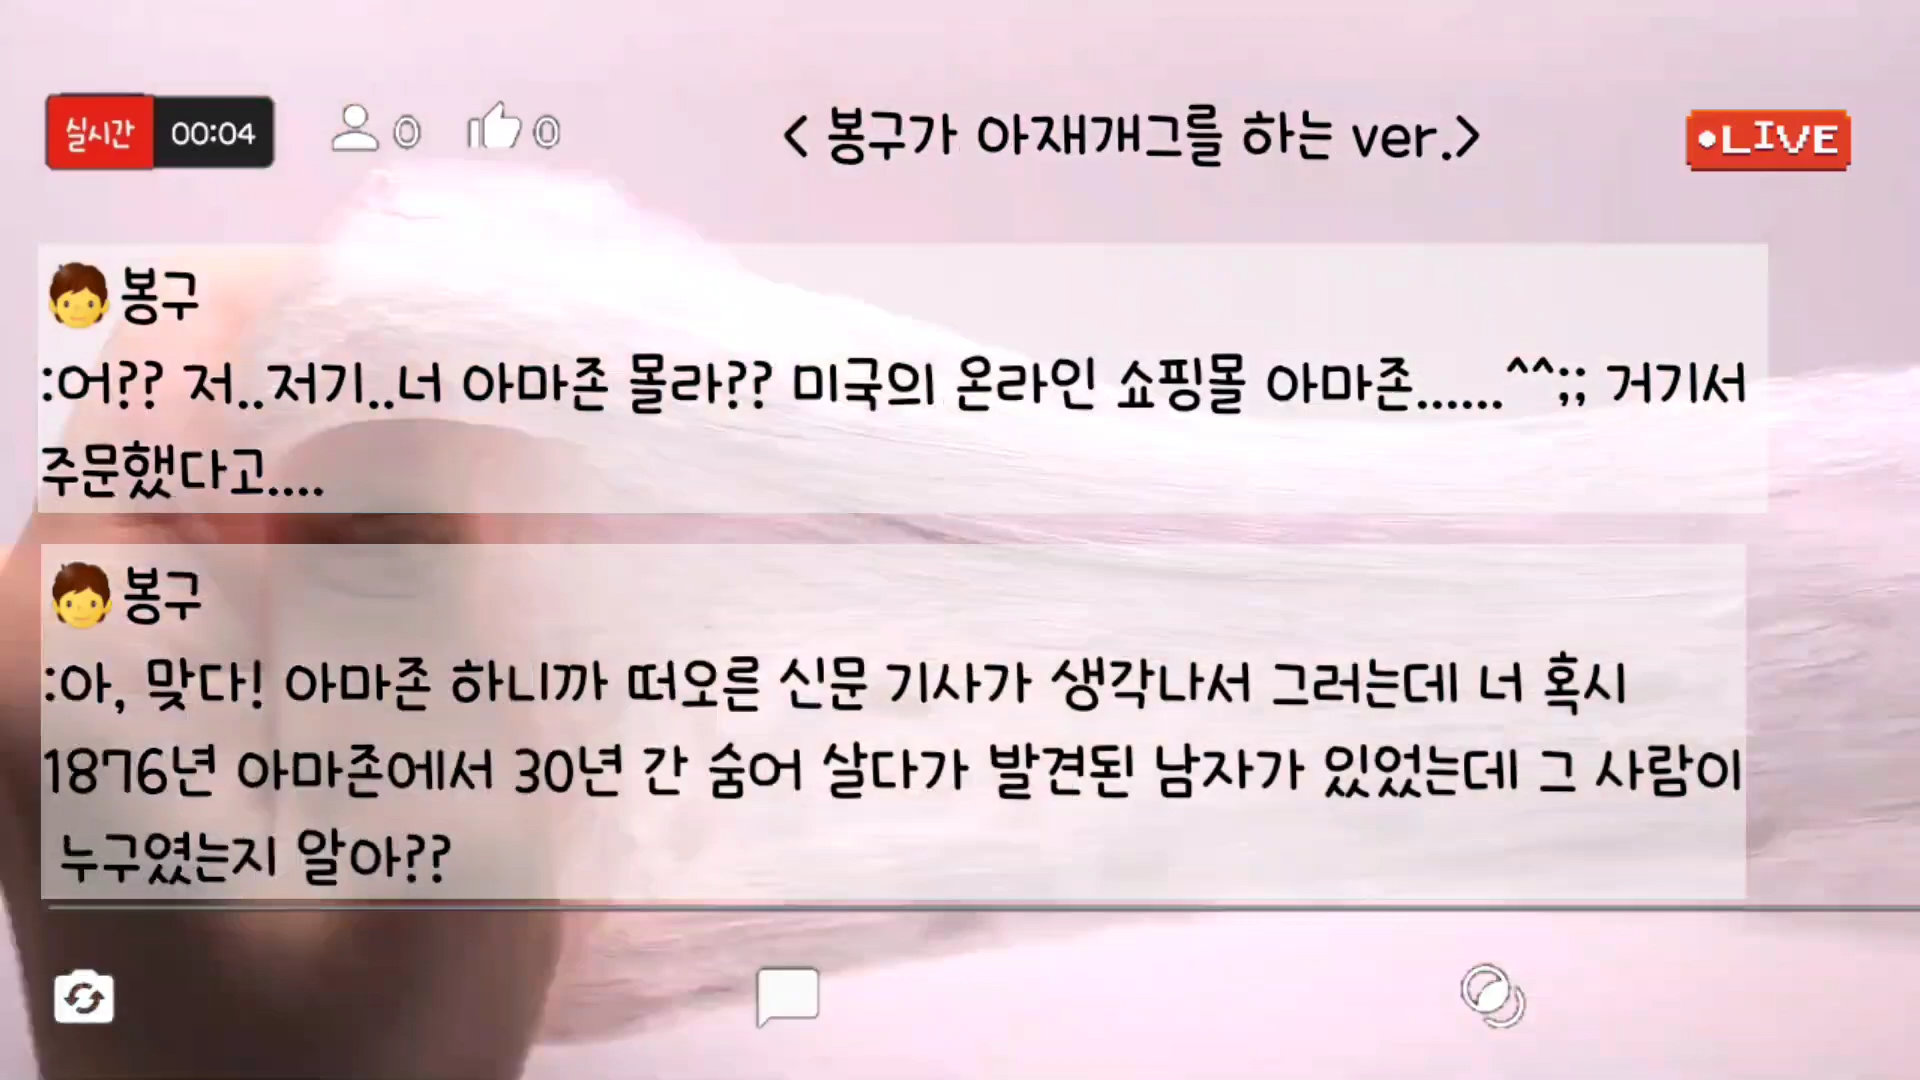 실시간 00:04 0 0 < 봉구가 아재개그를 하는 ver.> LIVE
봉구
:어?? 저..저기..너 아마존 몰라?? 미국의 온라인 쇼핑몰 아마존......^^;; 거기서
주문했다고....
봉구
:아, 맞다! 아마존 하니까 떠오른 신문 기사가 생각나서 그러는데 너 혹시
1876년 아마존에서 30년 간 숨어 살다가 발견된 남자가 있었는데 그 사람이
누구였는지 알아??